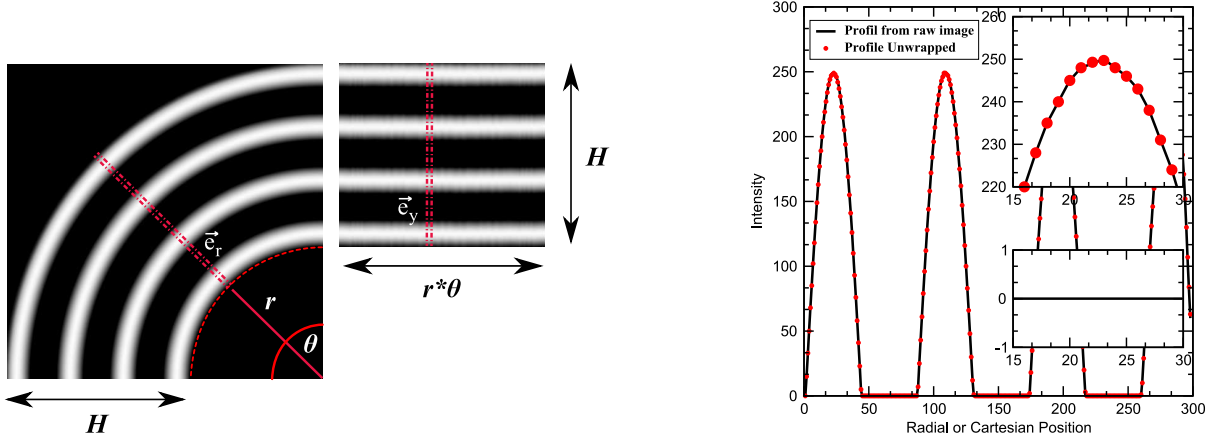 e⃗r
r
θ
H
e⃗y
r*θ
H
Profil from raw image
Profile Unwrapped
Intensity
300
250
200
150
100
50
0
0 50 100 150 200 250 300
Radial or Cartesian Position
260
250
240
230
220
15 20 25 30
1
0
-1
15 20 25 30